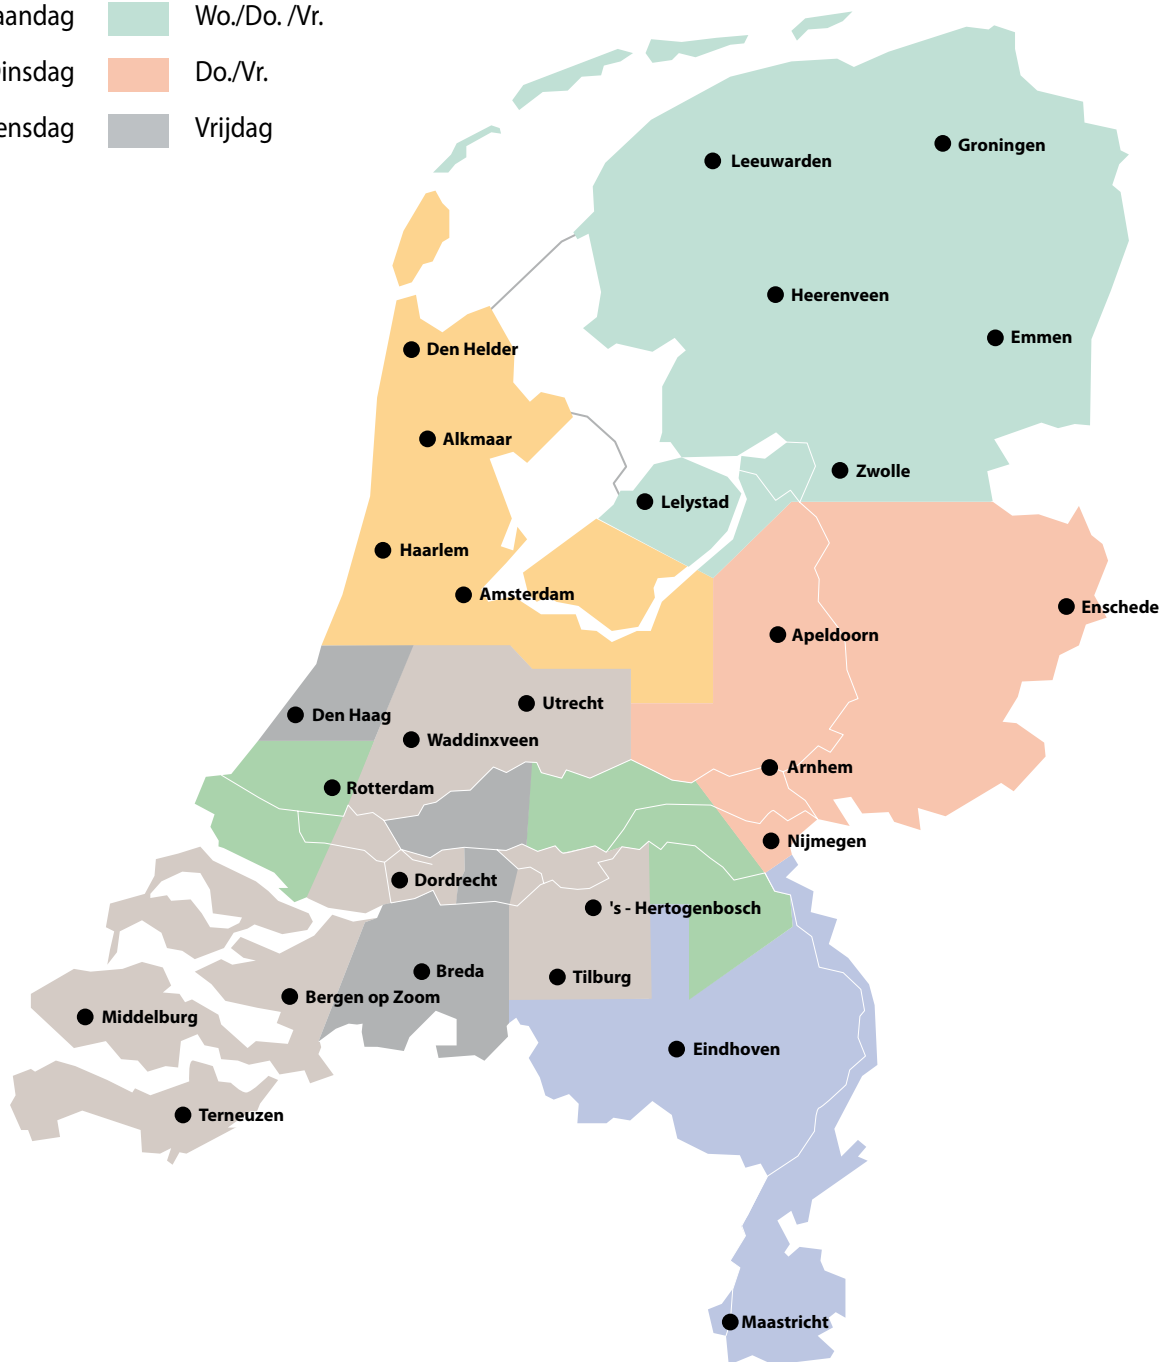 aandag Wo./Do. /Vr.
insdag Do./Vr.
ensdag Vrijdag
Groningen
Leeuwarden
Heerenveen
Emmen
Den Helder
Alkmaar
Zwolle
Lelystad
Haarlem
Amsterdam
Enschede
Apeldoorn
Utrecht
Den Haag
Waddinxveen
Arnhem
Rotterdam
Nijmegen
Dordrecht
's - Hertogenbosch
Breda
Tilburg
Bergen op Zoom
Middelburg
Eindhoven
Terneuzen
Maastricht